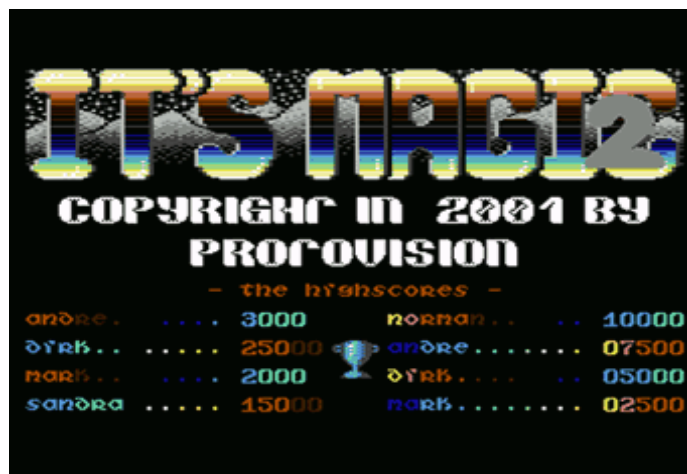 IT'S MAGIC 2
COPYRIGHT IN 2001 BY
PROTOVISION
- the highscores -
andre. .... 3000 norman.. .. 10000
dirk.. ..... 25000 andre....... 07500
mark.. .... 2000 dirk.... .. 05000
sandra ..... 15000 mark........ 02500